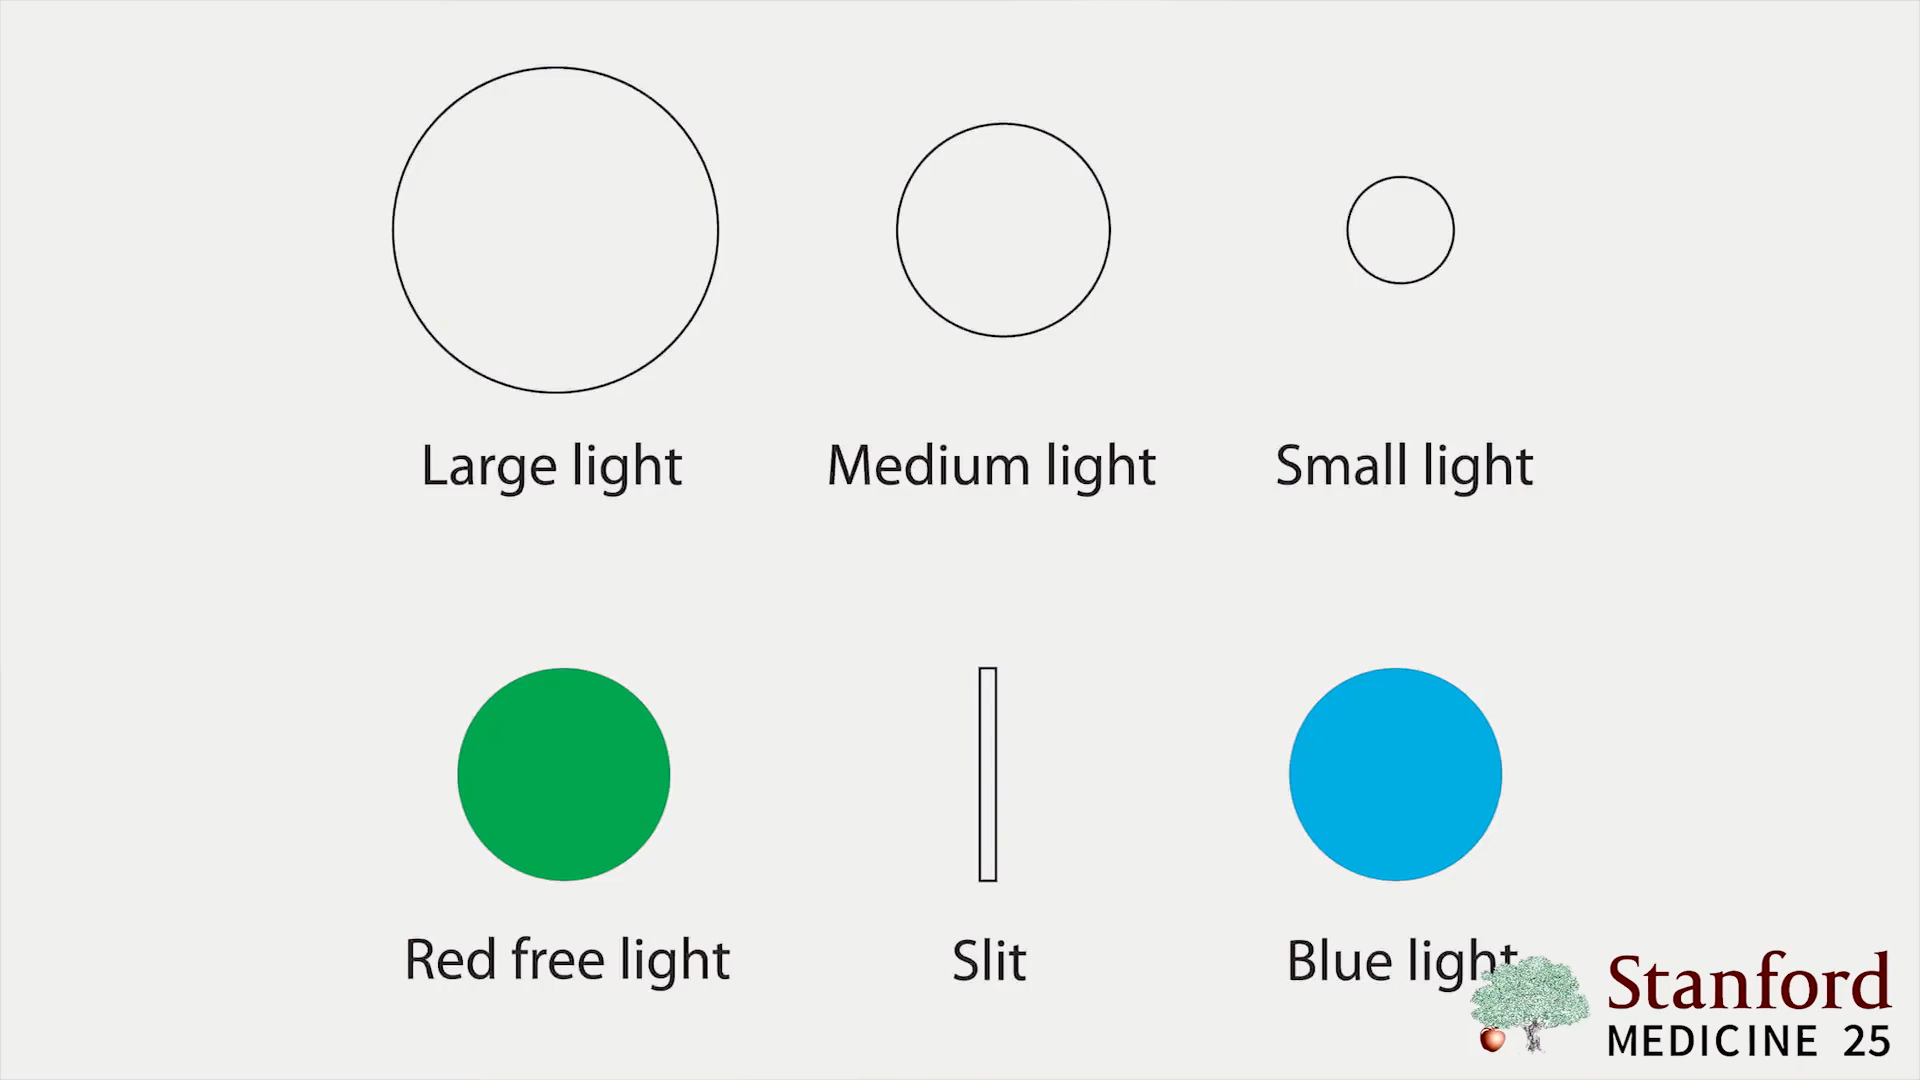 Large light
Medium light
Small light
Red free light
Slit
Blue light
Stanford
MEDICINE 25